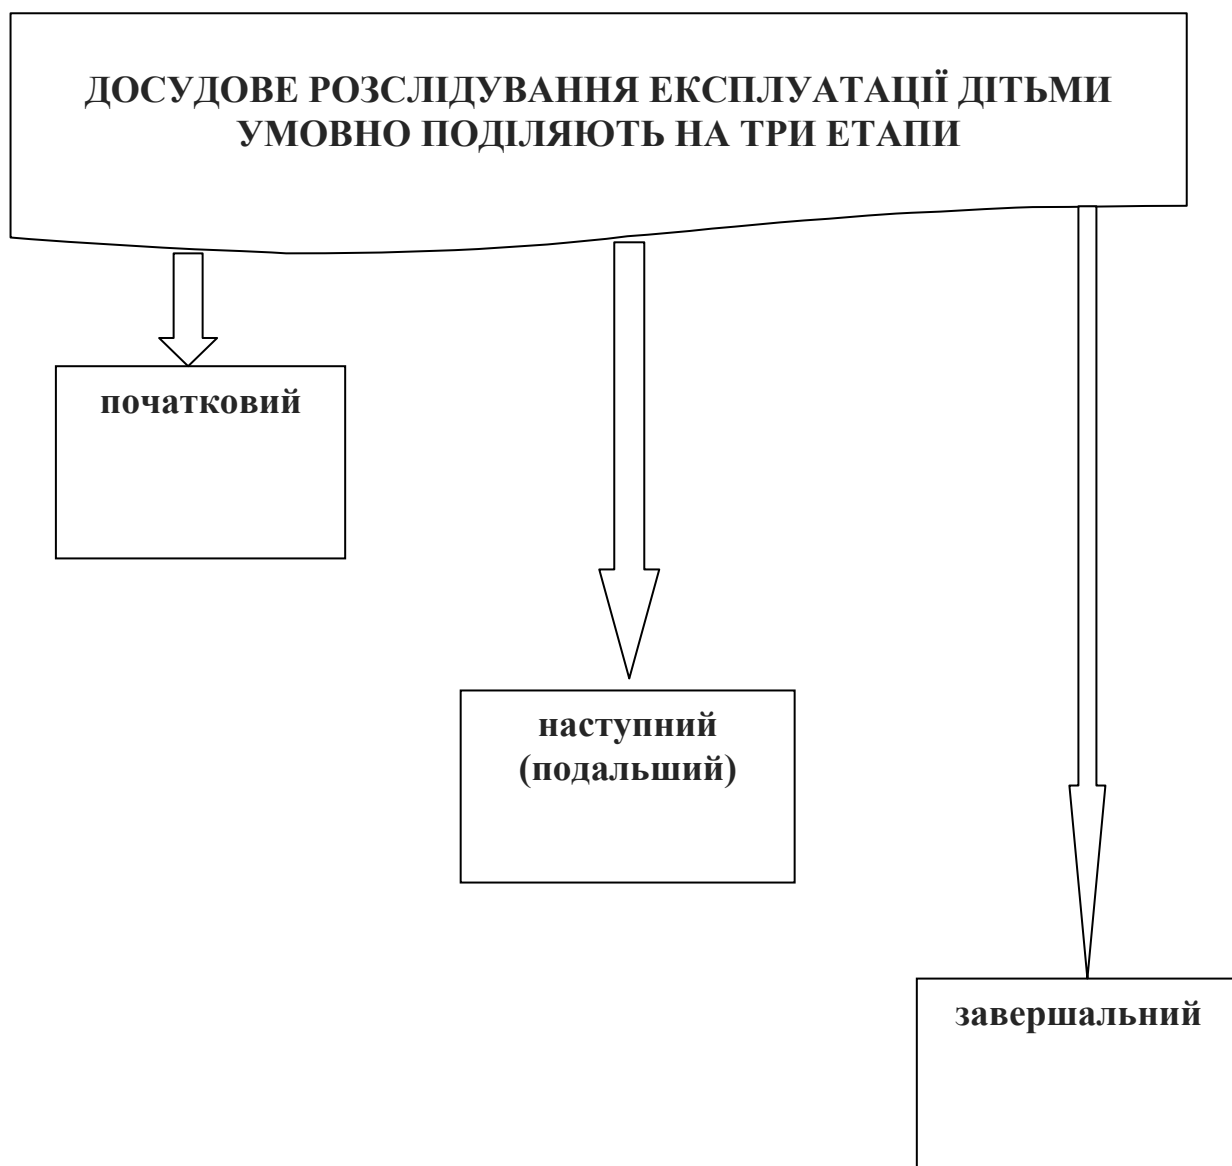 ДОСУДОВЕ РОЗСЛІДУВАННЯ ЕКСПЛУАТАЦІЇ ДІТЬМИ
УМОВНО ПОДІЛЯЮТЬ НА ТРИ ЕТАПИ
початковий
наступний
(подальший)
завершальний